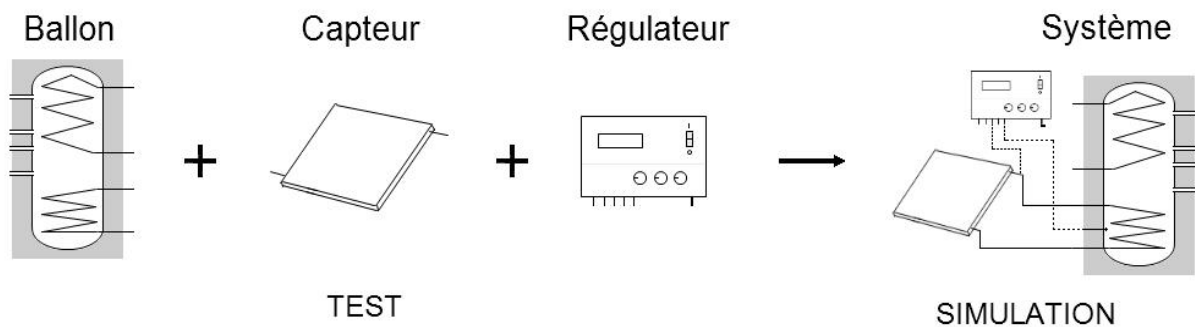 Ballon
Capteur
Régulateur
Système
TEST
SIMULATION